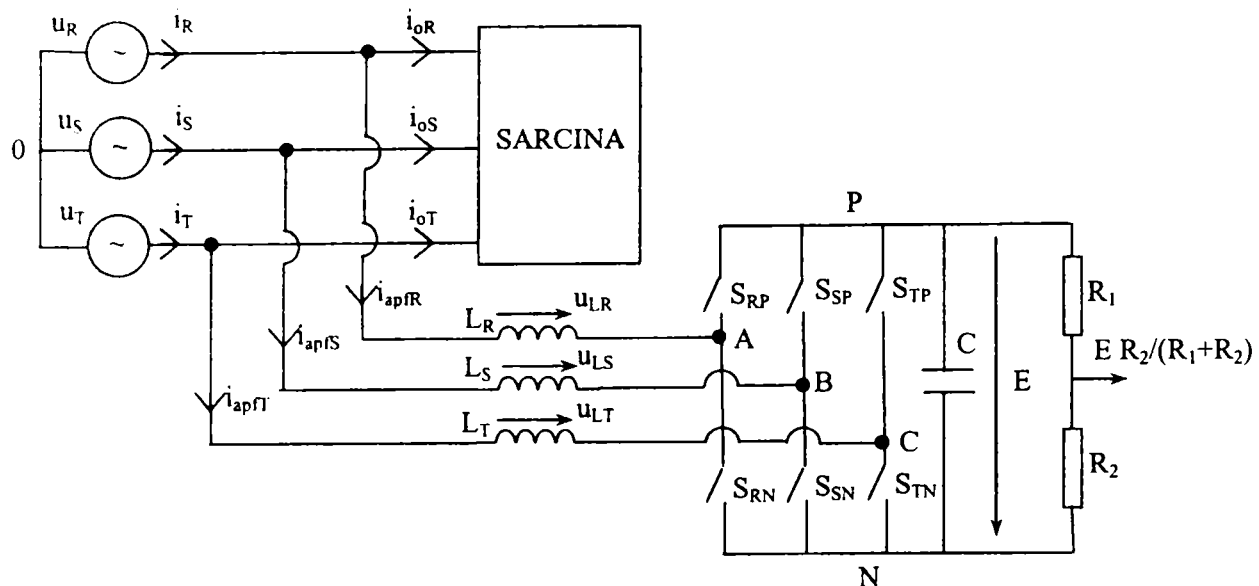 u_R
i_R
i_oR
u_S
i_S
i_oS
0
SARCINA
u_T
i_T
i_oT
P
i_apfR
L_R
u_LR
S_RP
S_SP
S_TP
R_1
A
C
i_apfS
L_S
u_LS
B
E
E R_2/(R_1+R_2)
i_apfT
L_T
u_LT
C
S_RN
S_SN
S_TN
R_2
N
~
~
~